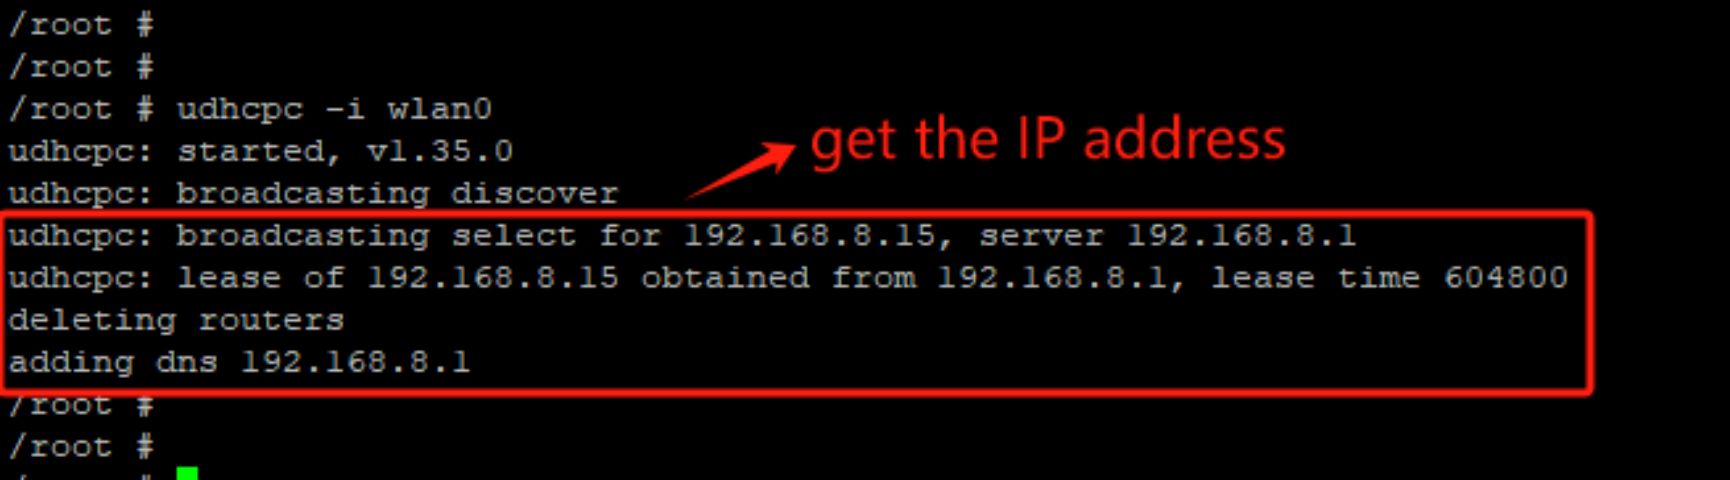 /root #
/root #
/root # udhcpc -i wlan0
udhcpc: started, v1.35.0
get the IP address
udhcpc: broadcasting discover
udhcpc: broadcasting select for 192.168.8.15, server 192.168.8.1
udhcpc: lease of 192.168.8.15 obtained from 192.168.8.1, lease time 604800
deleting routers
adding dns 192.168.8.1
/root #
/root #